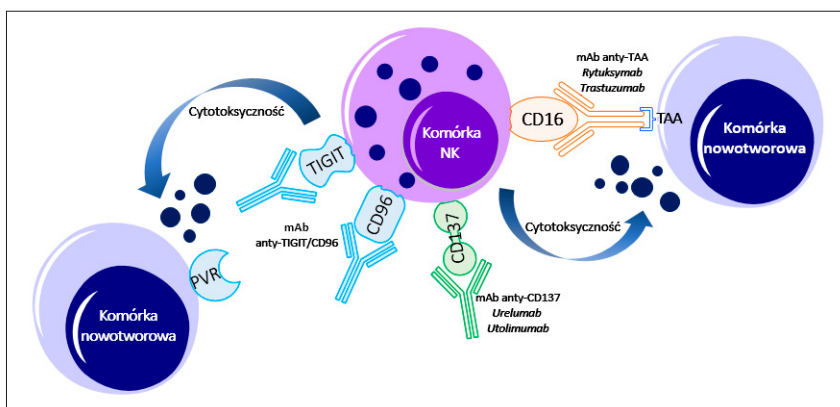 Cytotoksyczność
TIGIT
mAb
anty-TIGIT/CD96
CD96
PVR
Komórka
nowotworowa
Komórka
NK
CD16
mAb anty-TAA
Rytuksymab
Trastuzumab
TAA
Komórka
nowotworowa
Cytotoksyczność
CD137
mAb anty-CD137
Urelumab
Utolimumab